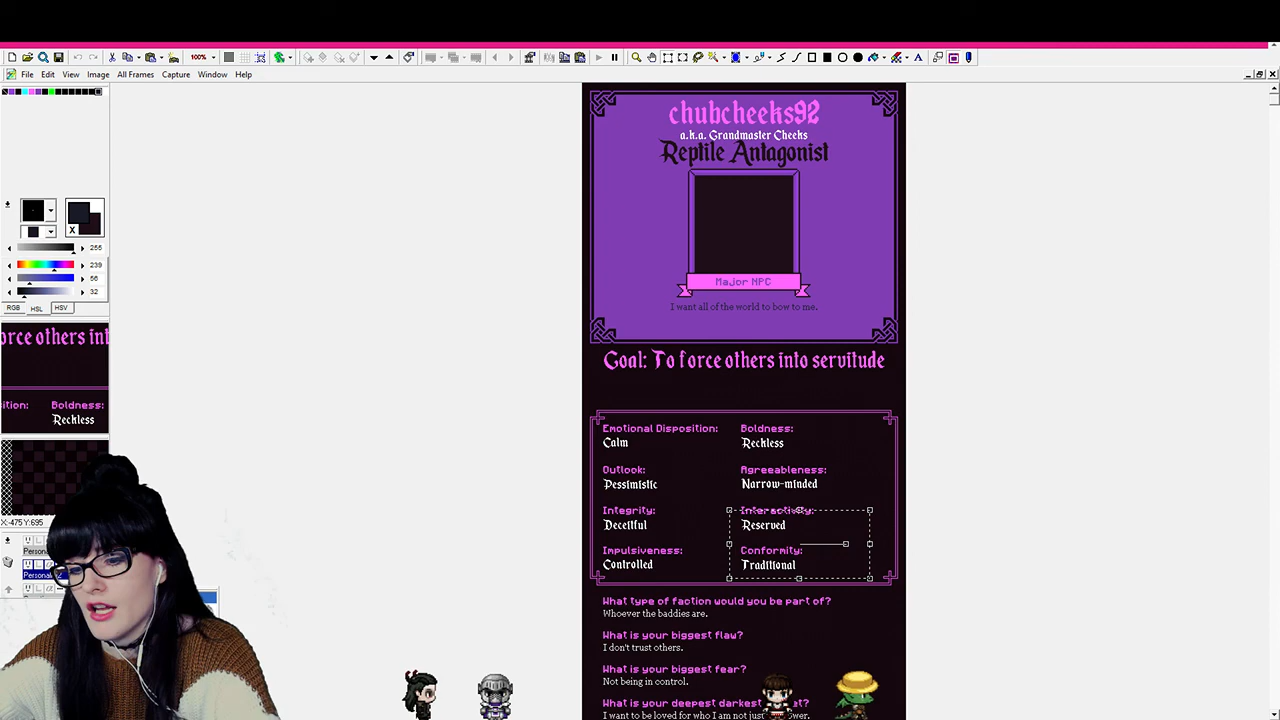 100%
File Edit View Image All Frames Capture Window Help
255
239
56
32
RGB HSL HSV
X:-475 Y:695
orce others int
ition: Boldness:
Reckless
chubcheeks92
a.k.a. Grandmaster Cheeks
Reptile Antagonist
Major NPC
I want all of the world to bow to me.
Goal: To force others into servitude
Emotional Disposition: Boldness:
Calm Reckless
Outlook: Agreeableness:
Pessimistic Narrow-minded
Integrity: Interactivity:
Deceitful Reserved
Impulsiveness: Conformity:
Controlled Traditional
What type of faction would you be part of?
Whoever the baddies are.
What is your biggest flaw?
I don't trust others.
What is your biggest fear?
Not being in control.
What is your deepest darkest
I want to be loved for who I am not just